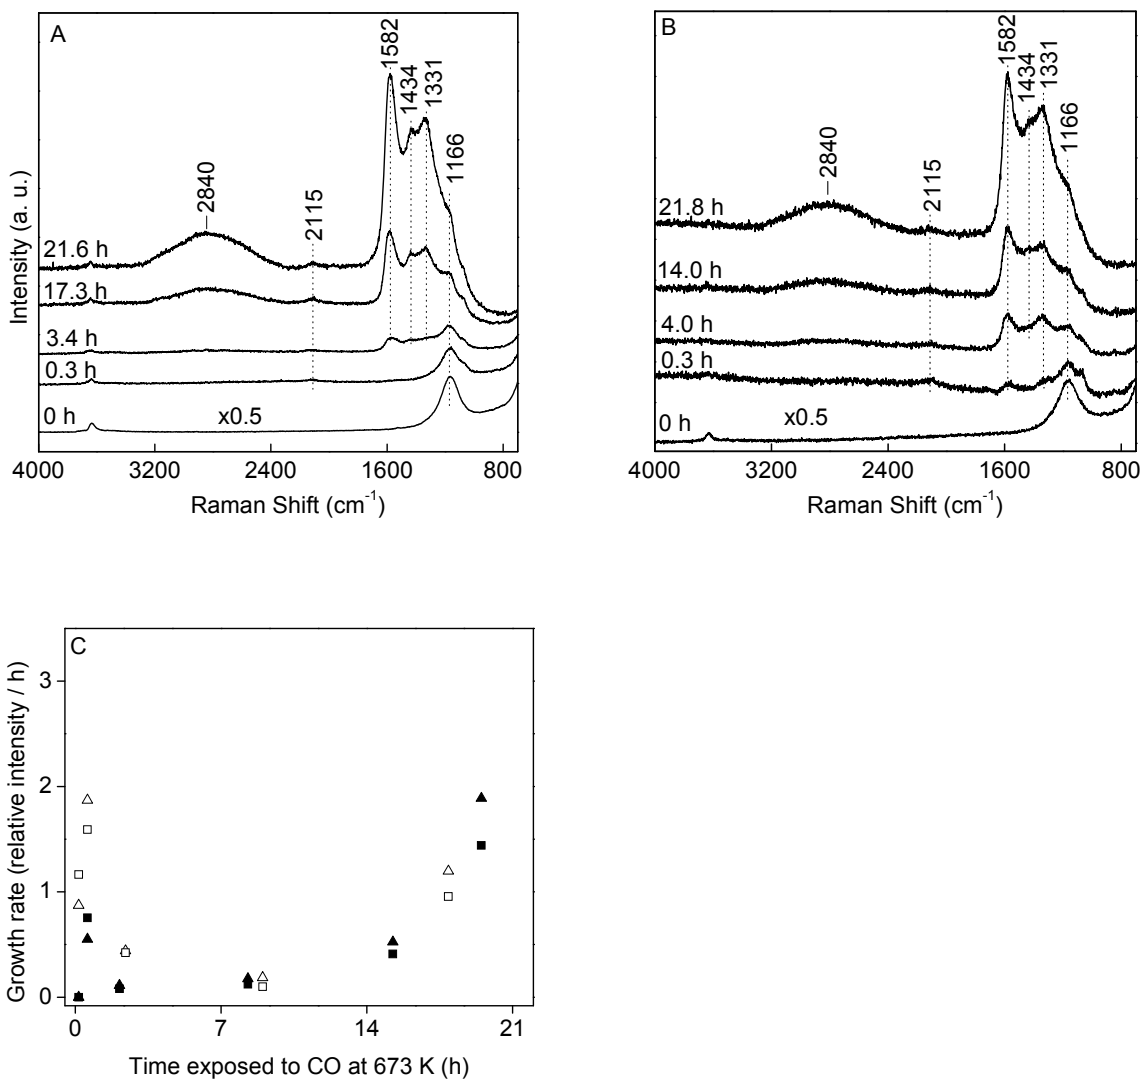 A
1582
1434
1331
1166
2840
2115
21.6 h
17.3 h
3.4 h
0.3 h
0 h
x0.5
4000 3200 2400 1600 800
Raman Shift (cm-1)
Intensity (a. u.)
B
1582
1434
1331
1166
2840
2115
21.8 h
14.0 h
4.0 h
0.3 h
0 h
x0.5
4000 3200 2400 1600 800
Raman Shift (cm-1)
C
3
2
1
0
0 7 14 21
Growth rate (relative intensity / h)
Time exposed to CO at 673 K (h)